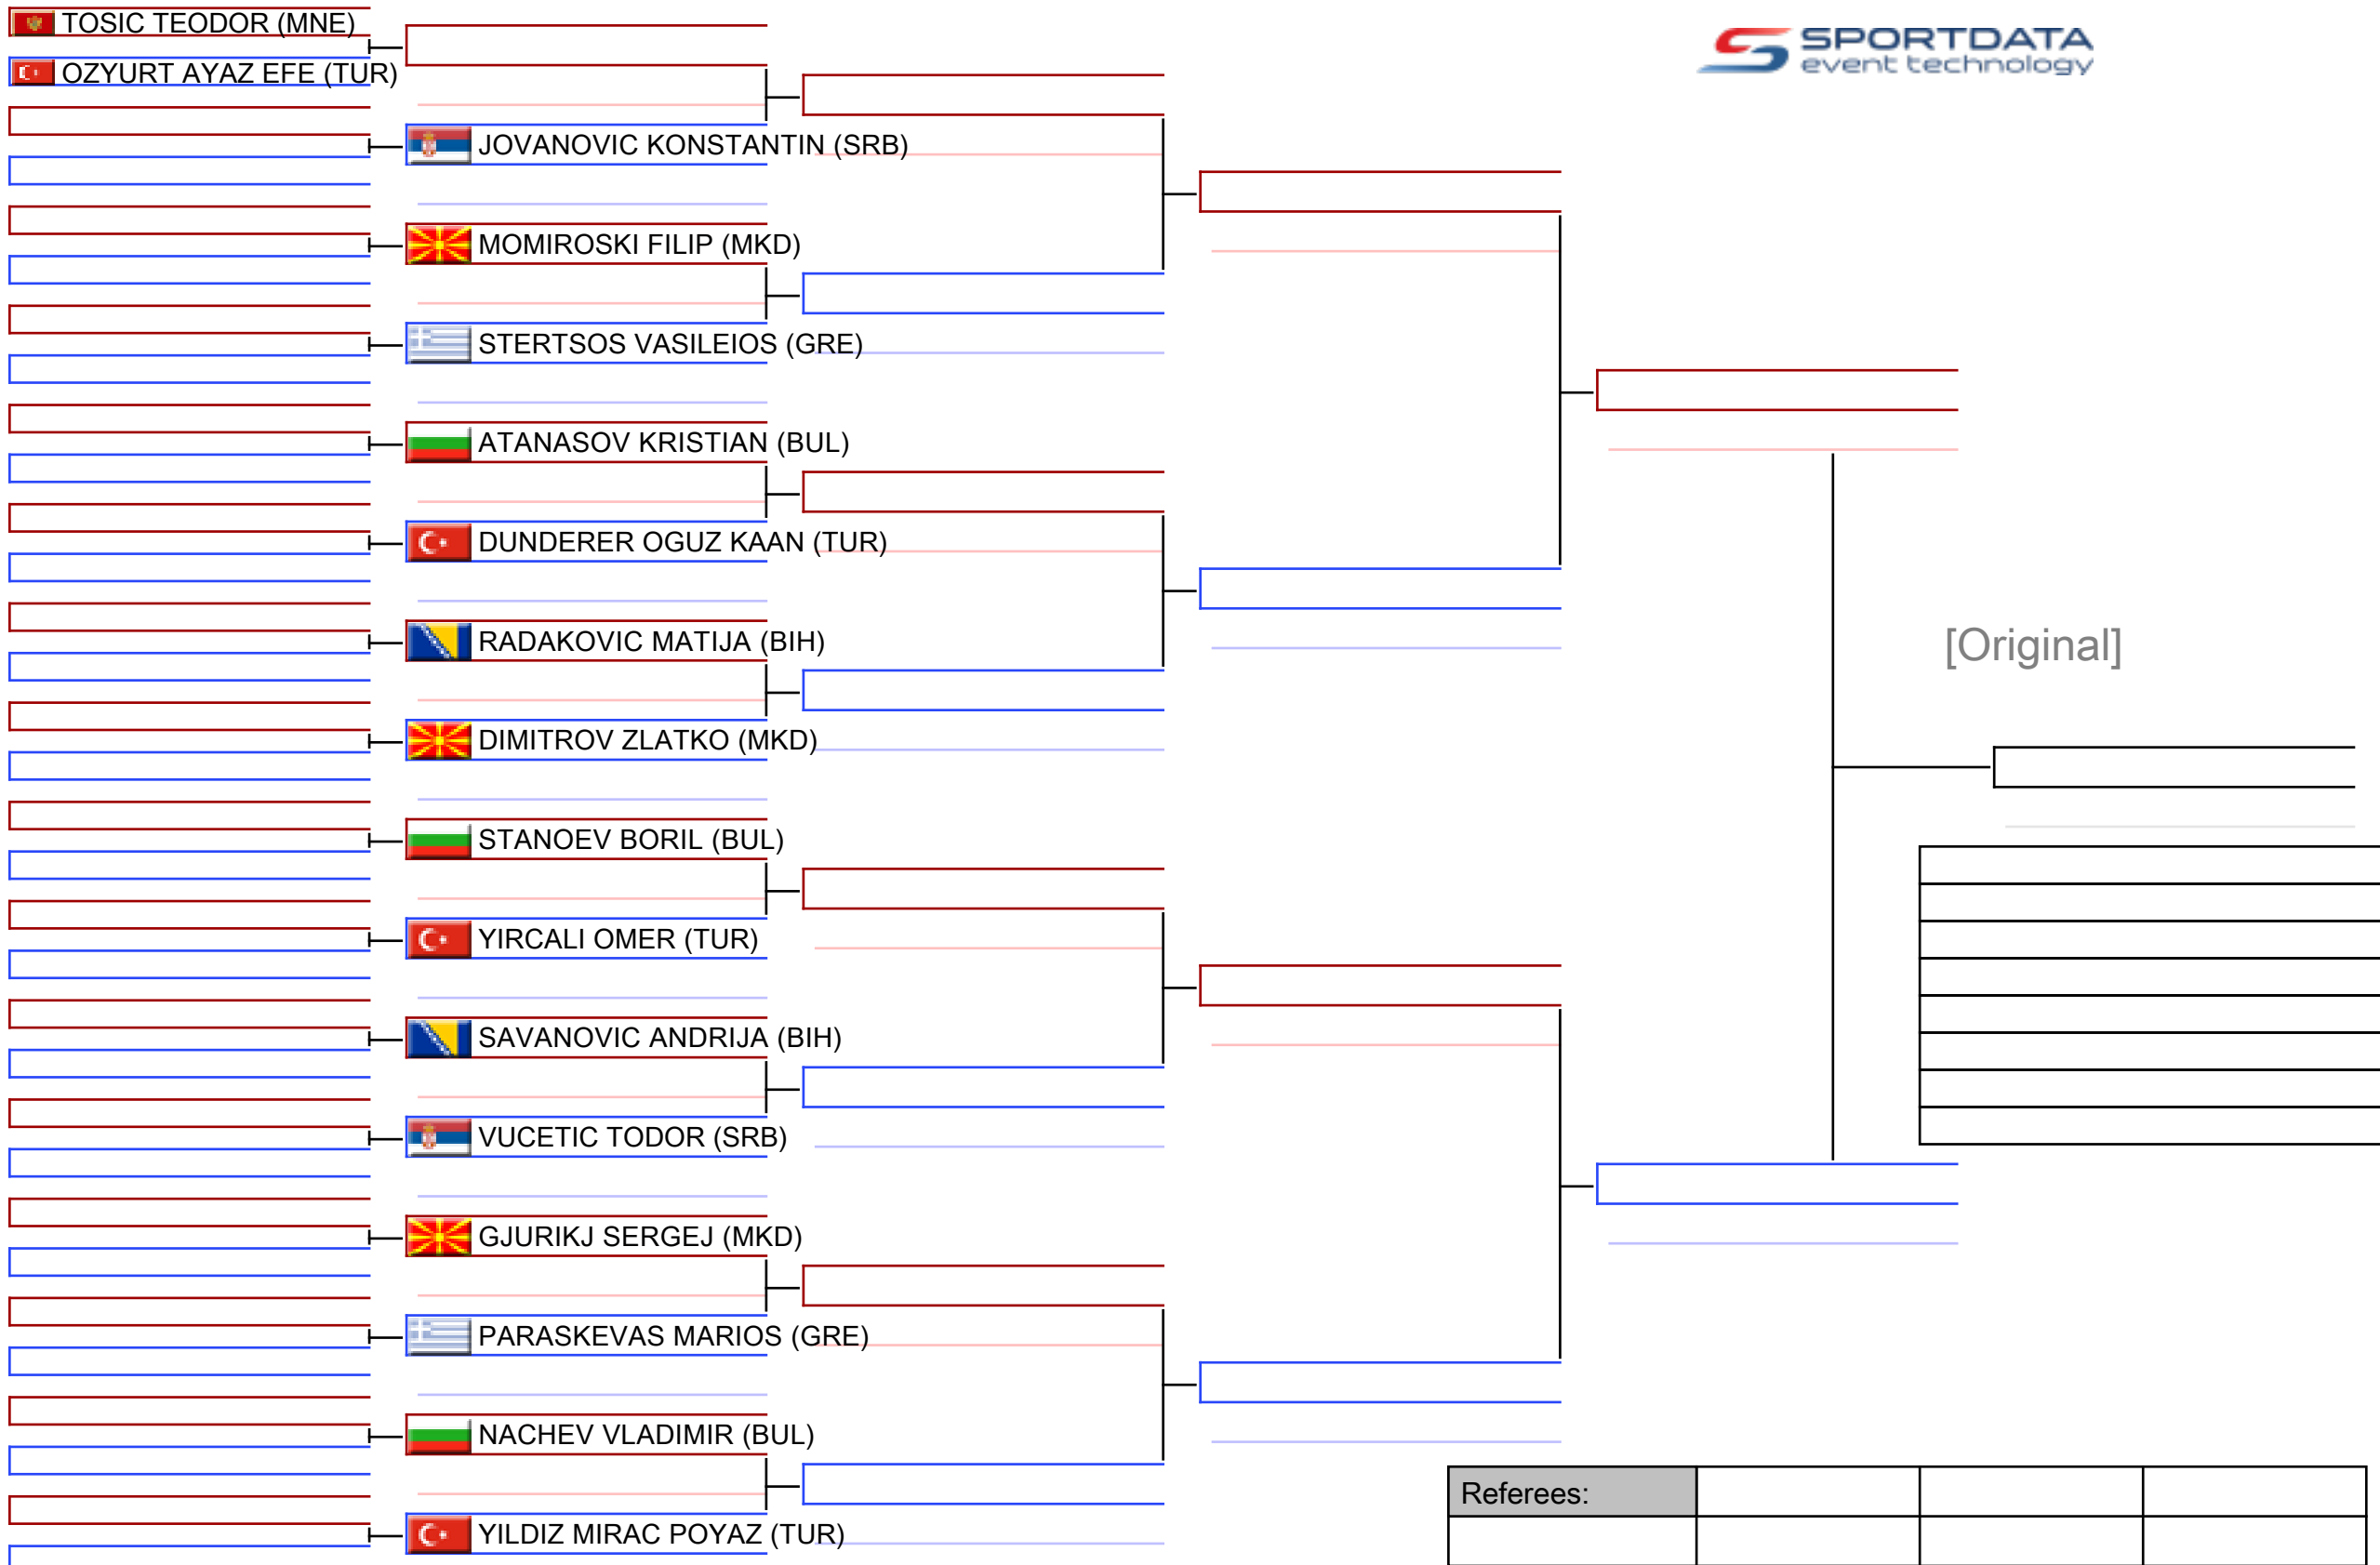 TOSIC TEODOR (MNE)
OZYURT AYAZ EFE (TUR)
SPORTDATA
event technology
JOVANOVIC KONSTANTIN (SRB)
MOMIROSKI FILIP (MKD)
STERTSOS VASILEIOS (GRE)
ATANASOV KRISTIAN (BUL)
DUNDERER OGUZ KAAN (TUR)
RADAKOVIC MATIJA (BIH)
[Original]
DIMITROV ZLATKO (MKD)
STANOEV BORIL (BUL)
YIRCALI OMER (TUR)
SAVANOVIC ANDRIJA (BIH)
VUCETIC TODOR (SRB)
GJURIKJ SERGEJ (MKD)
PARASKEVAS MARIOS (GRE)
NACHEV VLADIMIR (BUL)
Referees:
YILDIZ MIRAC POYAZ (TUR)